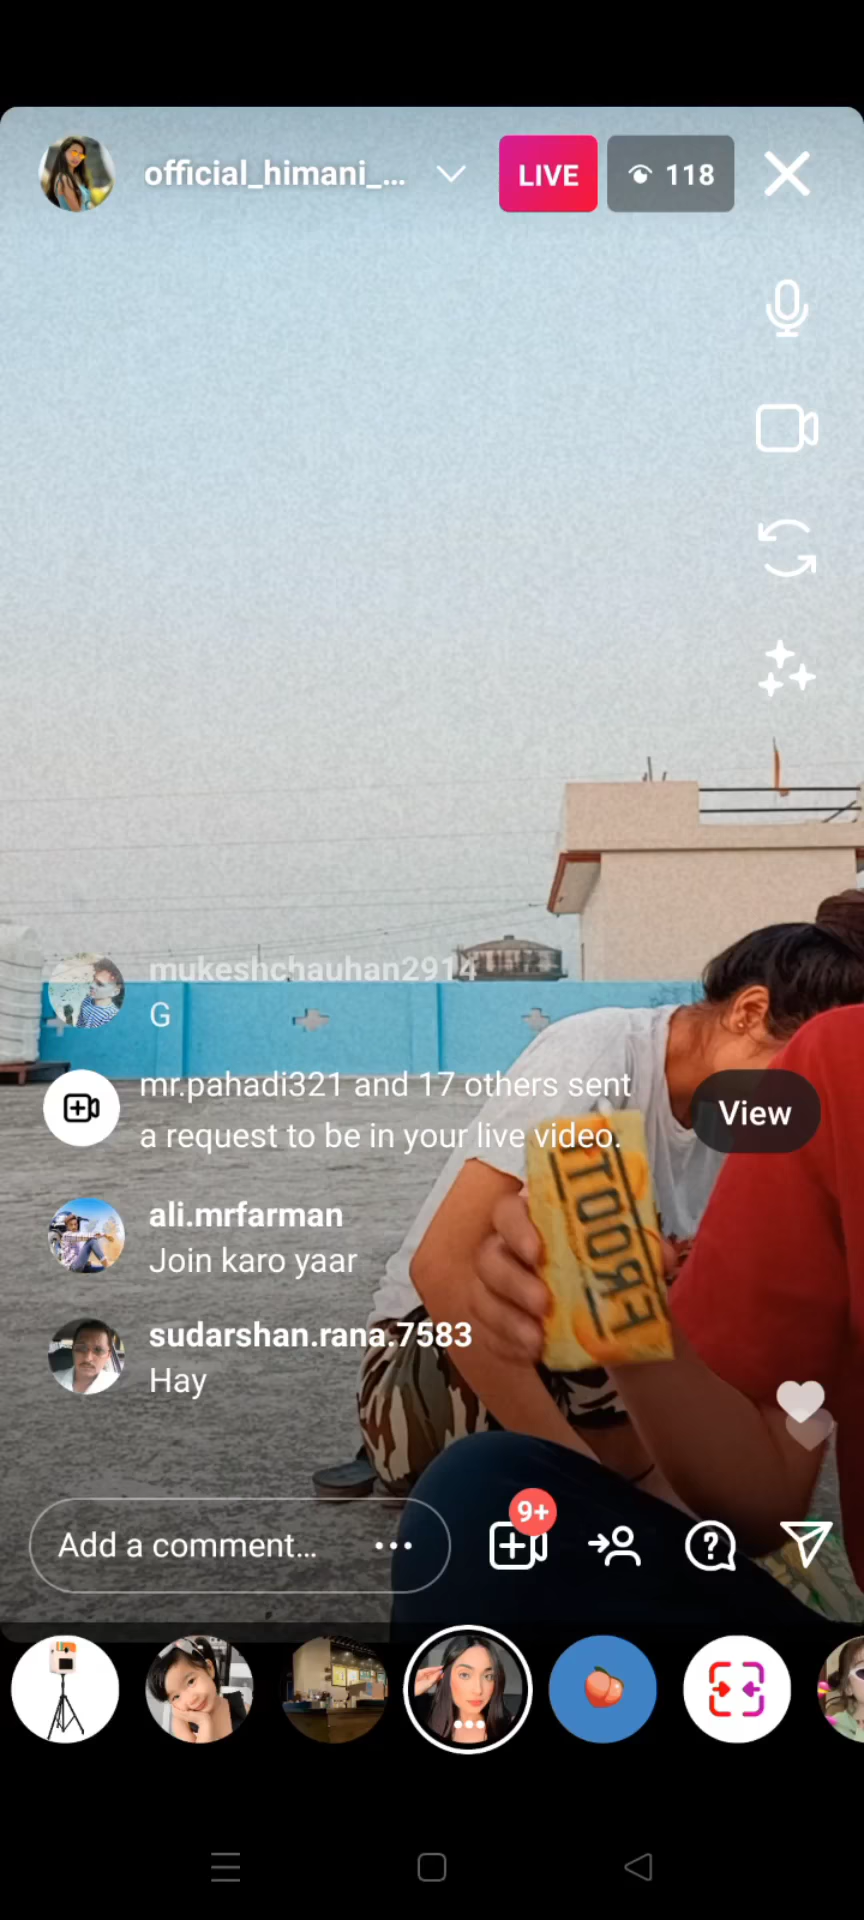 official_himani_...
LIVE
118
mukeshchauhan2914
G
mr.pahadi321 and 17 others sent
a request to be in your live video.
View
ali.mrfarman
Join karo yaar
FROOTI
sudarshan.rana.7583
Hay
9+
Add a comment...